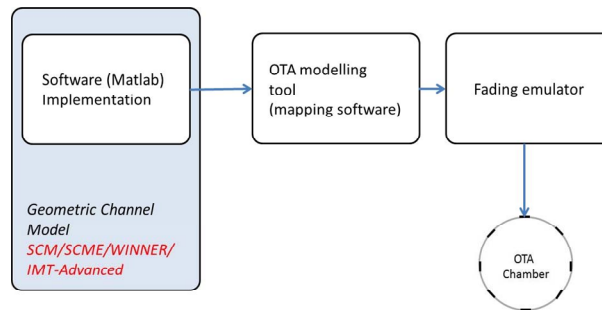 Software (Matlab)
Implementation
OTA modelling
tool
(mapping software)
Fading emulator
Geometric Channel
Model
SCM/SCME/WINNER/
IMT-Advanced
OTA
Chamber